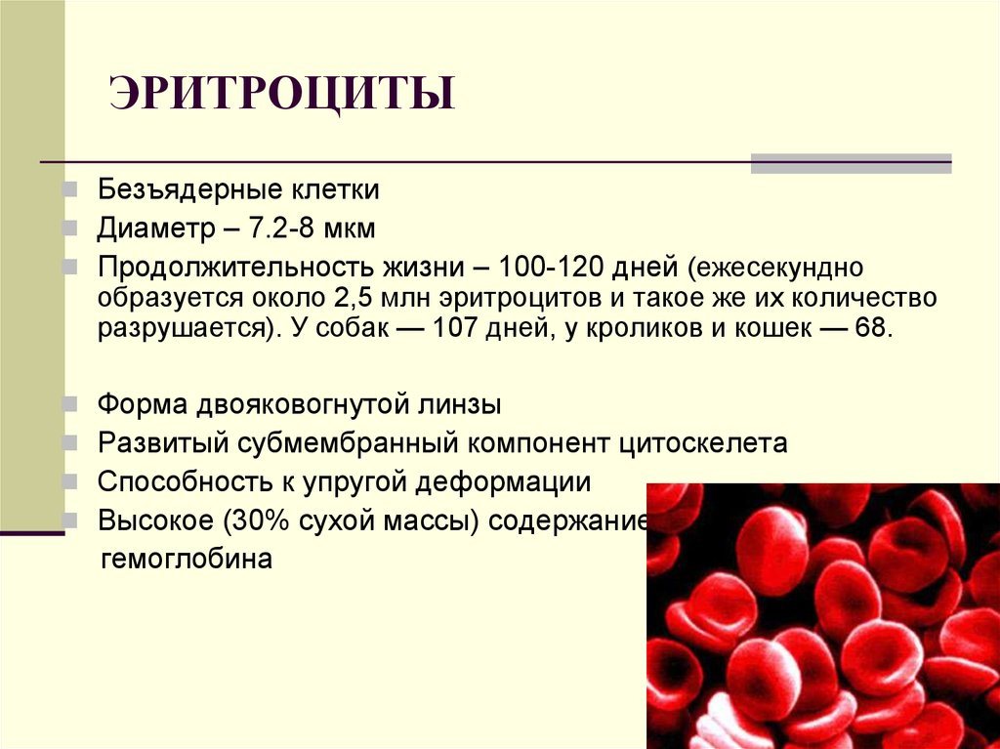 ЭРИТРОЦИТЫ
Безъядерные клетки
Диаметр – 7.2-8 мкм
Продолжительность жизни – 100-120 дней (ежесекундно
образуется около 2,5 млн эритроцитов и такое же их количество
разрушается). У собак — 107 дней, у кроликов и кошек — 68.
Форма двояковогнутой линзы
Развитый субмембранный компонент цитоскелета
Способность к упругой деформации
Высокое (30% сухой массы) содержание
гемоглобина